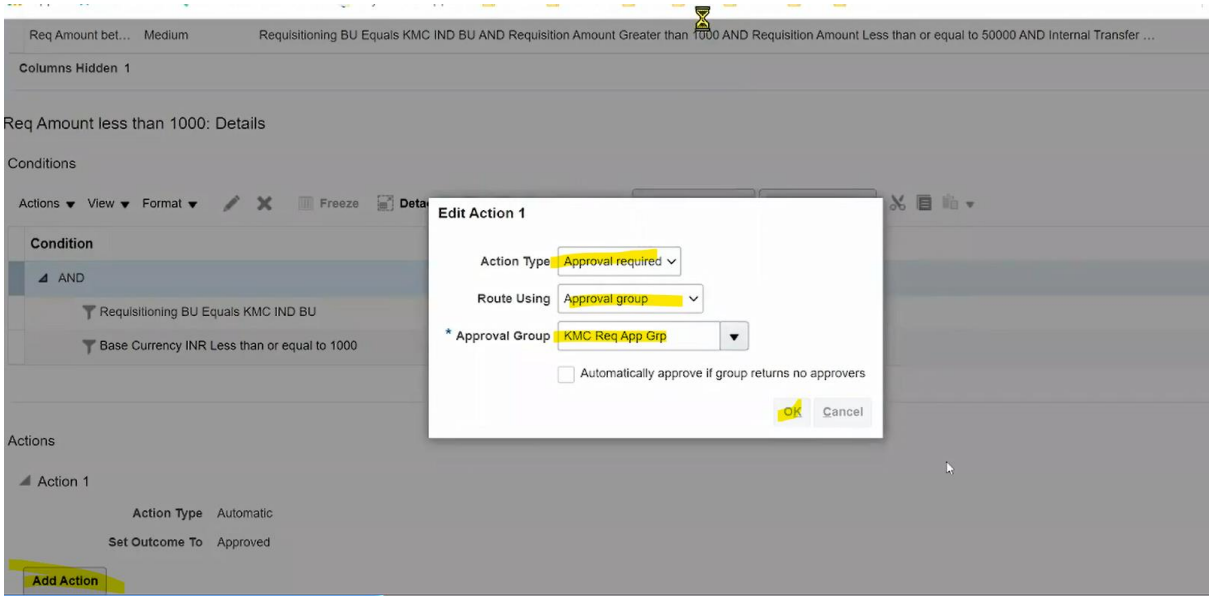 Req Amount bet... Medium Requisitioning BU Equals KMC IND BU AND Requisition Amount Greater than 1000 AND Requisition Amount Less than or equal to 50000 AND Internal Transfer ...
Columns Hidden 1
Req Amount less than 1000: Details
Conditions
Actions View Format Freeze Deta
Condition
AND
Requisitioning BU Equals KMC IND BU
Base Currency INR Less than or equal to 1000
Edit Action 1
Action Type Approval required
Route Using Approval group
* Approval Group KMC Req App Grp
Automatically approve if group returns no approvers
OK Cancel
Actions
Action 1
Action Type Automatic
Set Outcome To Approved
Add Action